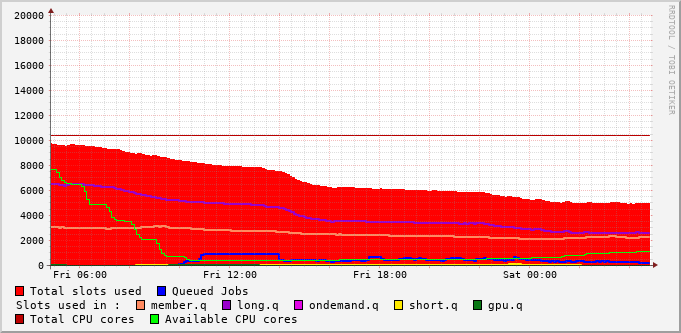 20000
18000
16000
14000
12000
10000
8000
6000
4000
2000
0
Fri 06:00 Fri 12:00 Fri 18:00 Sat 00:00
Total slots used Queued Jobs
Slots used in : member.q long.q ondemand.q short.q gpu.q
Total CPU cores Available CPU cores
RRDTOOL / TOBI OETIKER